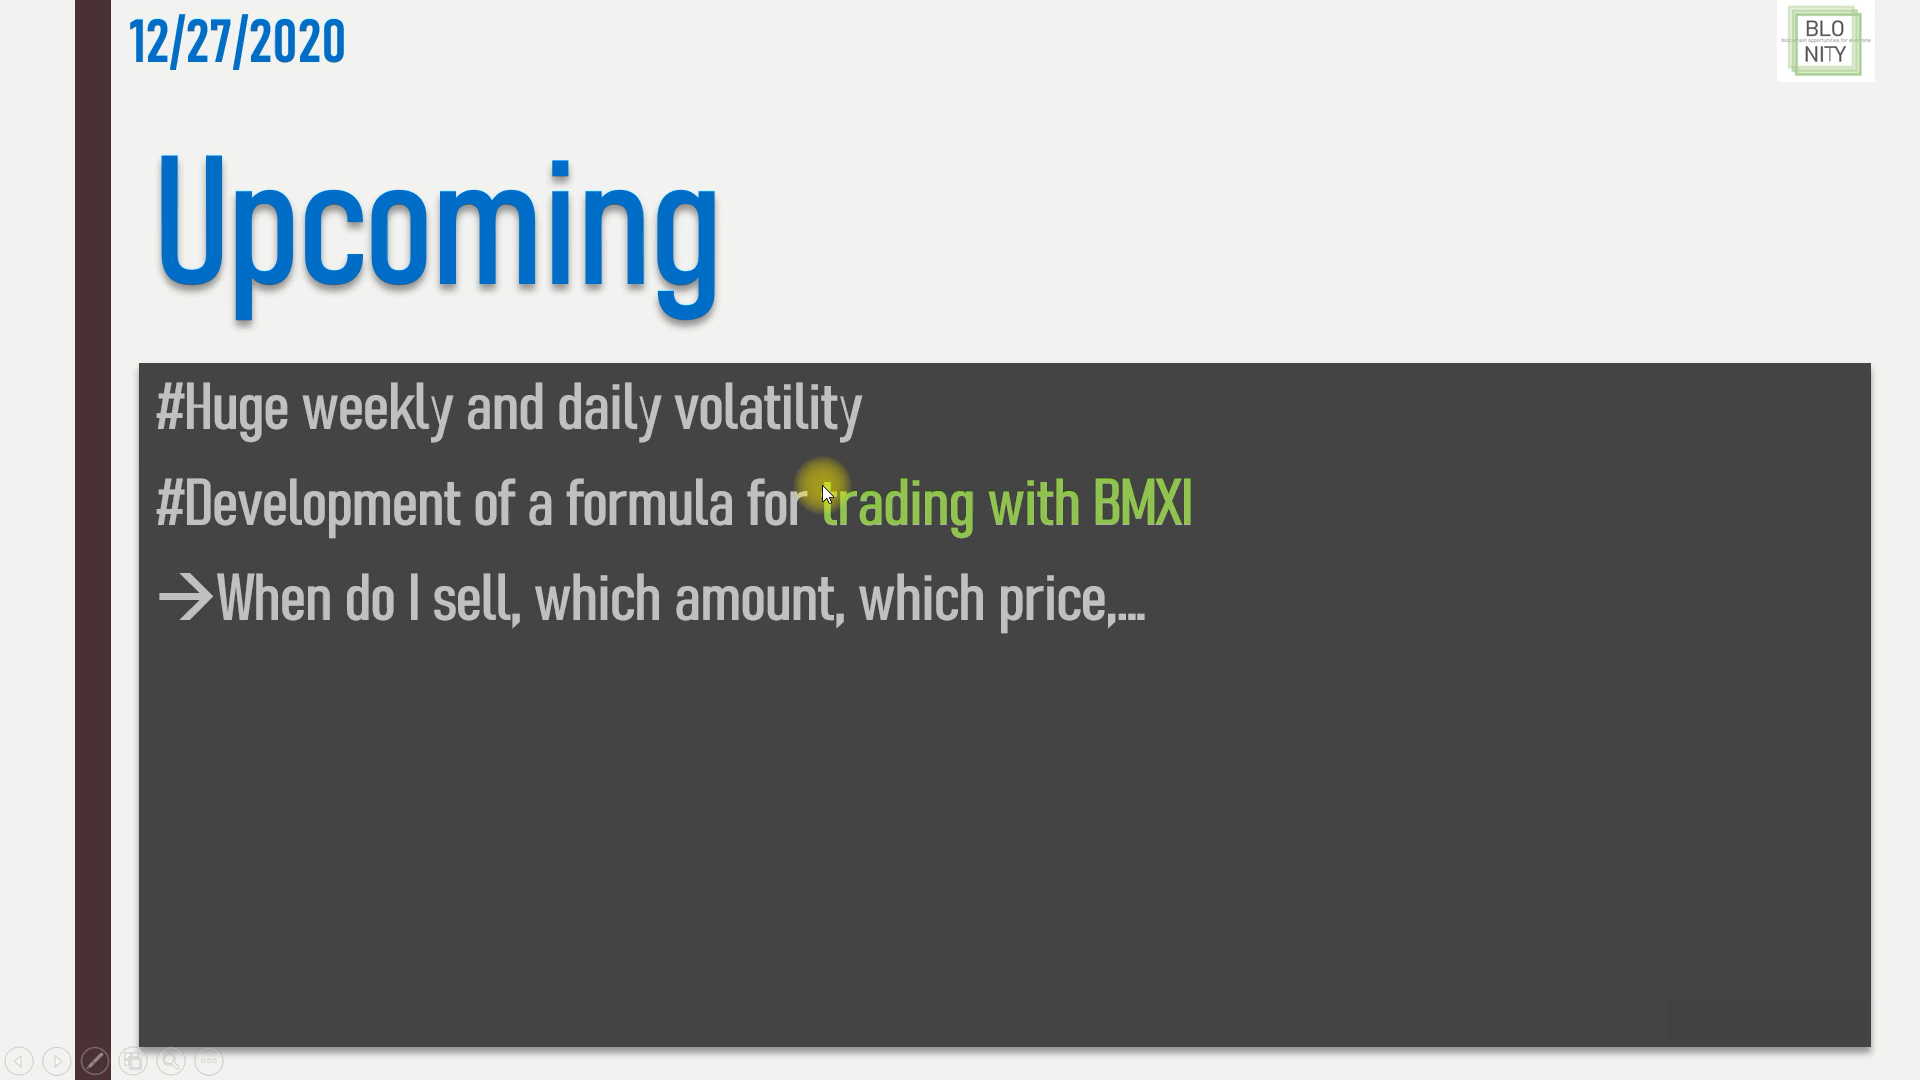 12/27/2020
BLO
NITY
Upcoming
#Huge weekly and daily volatility
#Development of a formula for trading with BMXI
→When do I sell, which amount, which price,...